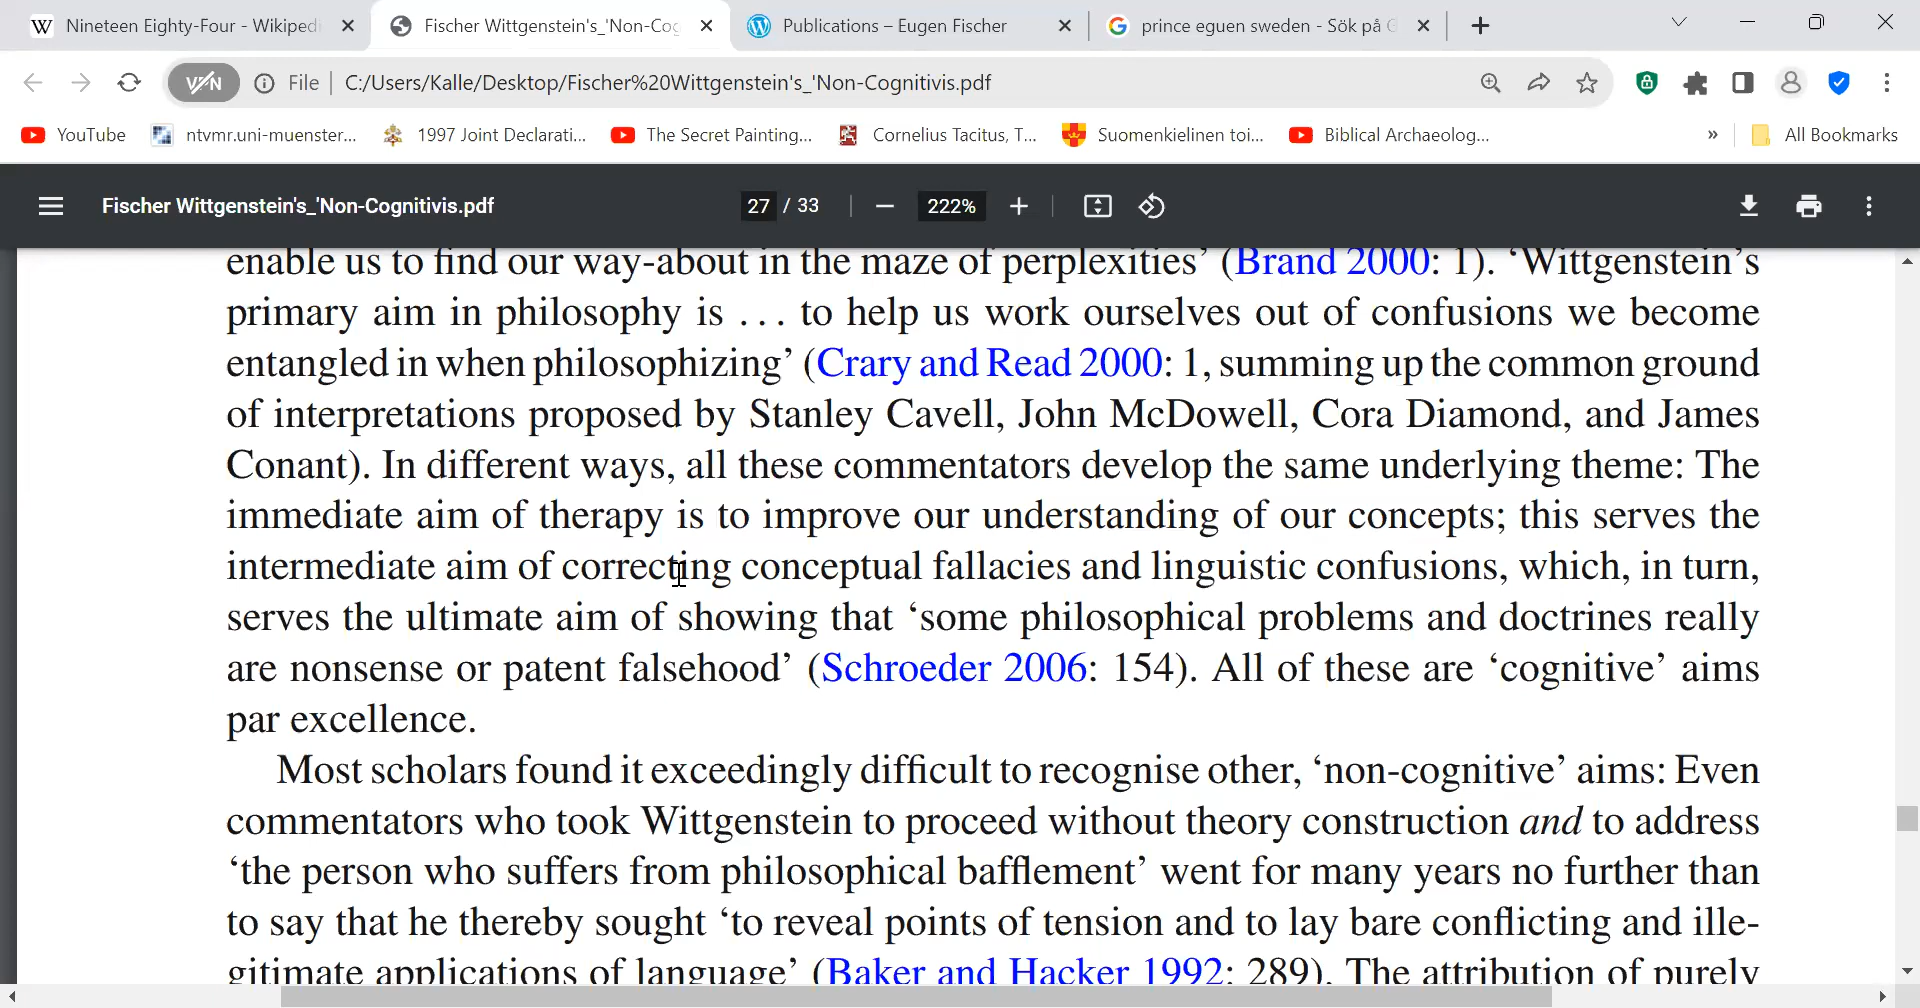 Nineteen Eighty-Four - Wikiped
Fischer Wittgenstein's_'Non-Cog
Publications – Eugen Fischer
prince eguen sweden - Sök på G
VPN
File
C:/Users/Kalle/Desktop/Fischer%20Wittgenstein's_'Non-Cognitivis.pdf
YouTube
ntvmr.uni-muenster...
1997 Joint Declarati...
The Secret Painting...
Cornelius Tacitus, T...
Suomenkielinen toi...
Biblical Archaeolog...
»
All Bookmarks
Fischer Wittgenstein's_'Non-Cognitivis.pdf
27 / 33
222%
enable us to find our way-about in the maze of perplexities’ (Brand 2000: 1). ‘Wittgenstein’s
primary aim in philosophy is ... to help us work ourselves out of confusions we become
entangled in when philosophizing’ (Crary and Read 2000: 1, summing up the common ground
of interpretations proposed by Stanley Cavell, John McDowell, Cora Diamond, and James
Conant). In different ways, all these commentators develop the same underlying theme: The
immediate aim of therapy is to improve our understanding of our concepts; this serves the
intermediate aim of correcting conceptual fallacies and linguistic confusions, which, in turn,
serves the ultimate aim of showing that ‘some philosophical problems and doctrines really
are nonsense or patent falsehood’ (Schroeder 2006: 154). All of these are ‘cognitive’ aims
par excellence.
Most scholars found it exceedingly difficult to recognise other, ‘non-cognitive’ aims: Even
commentators who took Wittgenstein to proceed without theory construction and to address
‘the person who suffers from philosophical bafflement’ went for many years no further than
to say that he thereby sought ‘to reveal points of tension and to lay bare conflicting and ille-
gitimate applications of language’ (Baker and Hacker 1992: 289). The attribution of purely